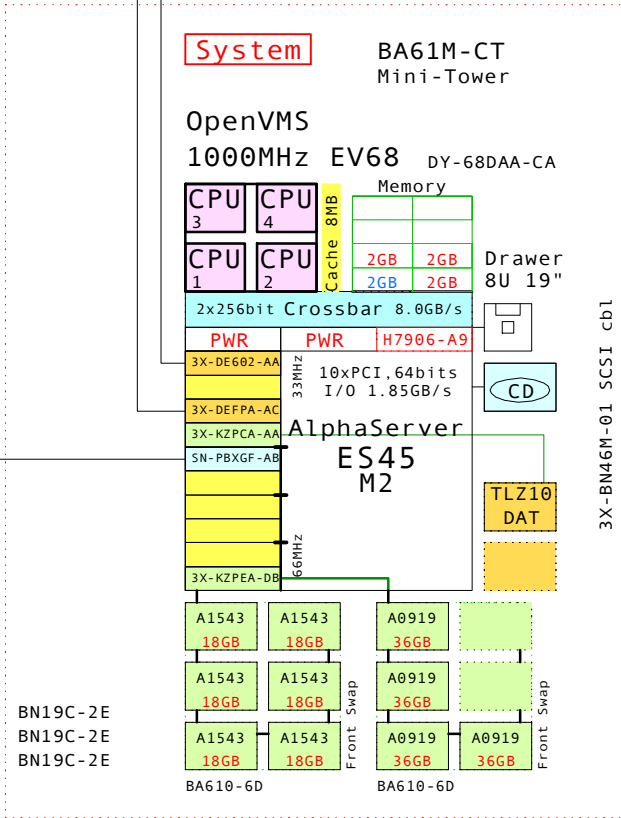 System
BA61M-CT
Mini-Tower
OpenVMS
1000MHz EV68
DY-68DAA-CA
Memory
CPU
3
CPU
4
CPU
1
CPU
2
Cache 8MB
2GB
2GB
2GB
2GB
Drawer
8U 19"
2x256bit Crossbar 8.0GB/s
PWR
PWR
H7906-A9
3X-DE602-AA
3X-DEFPA-AC
3X-KZPCA-AA
SN-PBXGF-AB
3X-KZPEA-DB
33MHz
66MHz
10xPCI,64bits
I/O 1.85GB/s
AlphaServer
ES45
M2
CD
TLZ10
DAT
3X-BN46M-01 SCSI cbl
A1543
18GB
A1543
18GB
A1543
18GB
A1543
18GB
A1543
18GB
A1543
18GB
Front Swap
BA610-6D
A0919
36GB
A0919
36GB
A0919
36GB
A0919
36GB
Front Swap
BA610-6D
BN19C-2E
BN19C-2E
BN19C-2E